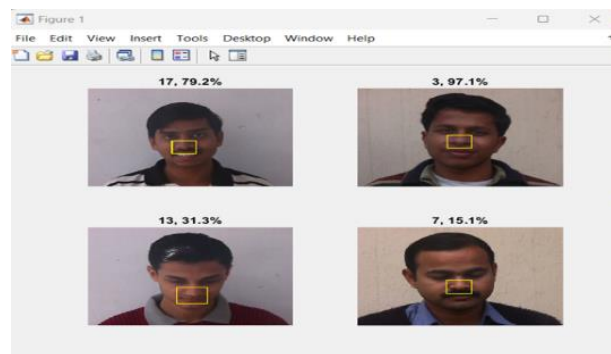 Figure 1
File Edit View Insert Tools Desktop Window Help
17, 79.2%
3, 97.1%
13, 31.3%
7, 15.1%